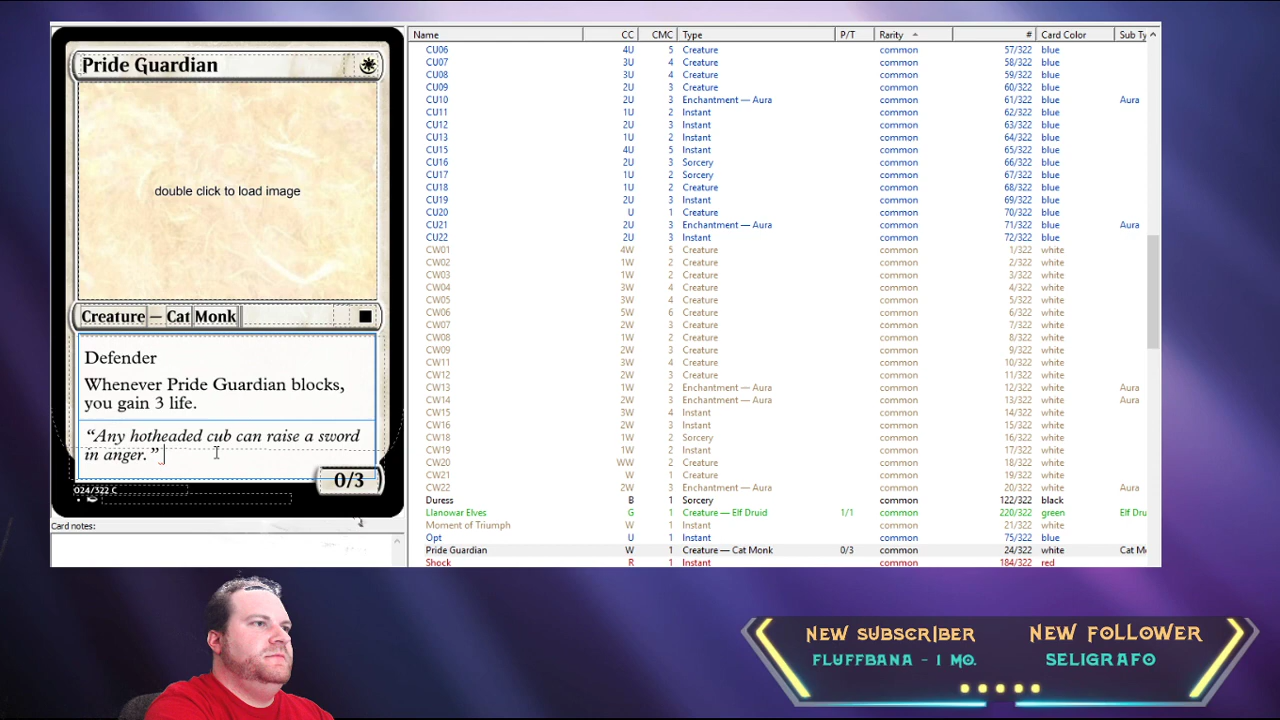 Pride Guardian
double click to load image
Creature — Cat Monk
Defender
Whenever Pride Guardian blocks,
you gain 3 life.
“Any hotheaded cub can raise a sword
in anger.”
0/3
024/322 C
Card notes:
Name CC CMC Type P/T Rarity # Card Color Sub Ty
CU06 4U 5 Creature common 57/322 blue
CU07 3U 4 Creature common 58/322 blue
CU08 3U 4 Creature common 59/322 blue
CU09 2U 3 Creature common 60/322 blue
CU10 2U 3 Enchantment — Aura common 61/322 blue Aura
CU11 1U 2 Instant common 62/322 blue
CU12 2U 3 Instant common 63/322 blue
CU13 1U 2 Instant common 64/322 blue
CU15 4U 5 Instant common 65/322 blue
CU16 2U 3 Sorcery common 66/322 blue
CU17 1U 2 Sorcery common 67/322 blue
CU18 1U 2 Creature common 68/322 blue
CU19 2U 3 Instant common 69/322 blue
CU20 U 1 Creature common 70/322 blue
CU21 2U 3 Enchantment — Aura common 71/322 blue Aura
CU22 2U 3 Instant common 72/322 blue
CW01 4W 5 Creature common 1/322 white
CW02 1W 2 Creature common 2/322 white
CW03 1W 2 Creature common 3/322 white
CW04 3W 4 Creature common 4/322 white
CW05 3W 4 Creature common 5/322 white
CW06 5W 6 Creature common 6/322 white
CW07 2W 3 Creature common 7/322 white
CW08 1W 2 Creature common 8/322 white
CW09 2W 3 Creature common 9/322 white
CW11 3W 4 Creature common 10/322 white
CW12 2W 3 Creature common 11/322 white
CW13 1W 2 Enchantment — Aura common 12/322 white Aura
CW14 2W 3 Enchantment — Aura common 13/322 white Aura
CW15 3W 4 Instant common 14/322 white
CW16 2W 3 Instant common 15/322 white
CW18 1W 2 Sorcery common 16/322 white
CW19 1W 2 Instant common 17/322 white
CW20 WW 2 Creature common 18/322 white
CW21 W 1 Creature common 19/322 white
CW22 2W 3 Enchantment — Aura common 20/322 white Aura
Duress B 1 Sorcery common 122/322 black
Llanowar Elves G 1 Creature — Elf Druid 1/1 common 220/322 green Elf Dru
Moment of Triumph W 1 Instant common 21/322 white
Opt U 1 Instant common 75/322 blue
Pride Guardian W 1 Creature — Cat Monk 0/3 common 24/322 white Cat M
Shock R 1 Instant common 184/322 red
NEW SUBSCRIBER
FLUFFBANA - 1 MO.
NEW FOLLOWER
SELIGRAFO